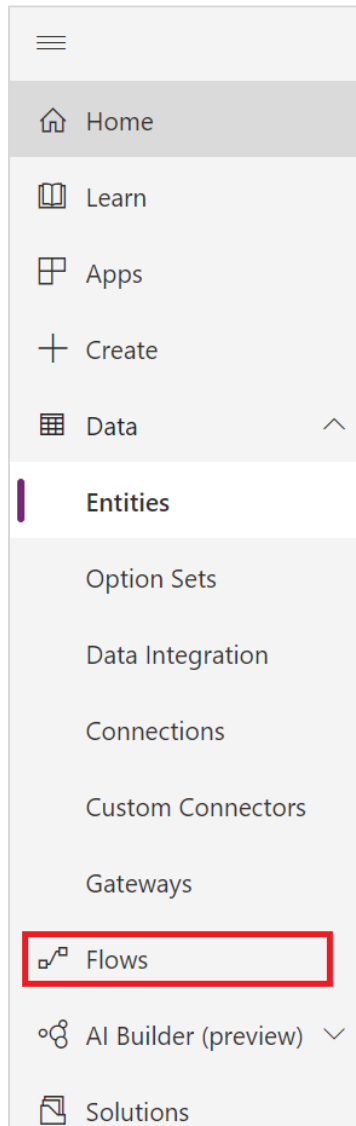 Home
Learn
Apps
Create
Data
Entities
Option Sets
Data Integration
Connections
Custom Connectors
Gateways
Flows
AI Builder (preview)
Solutions